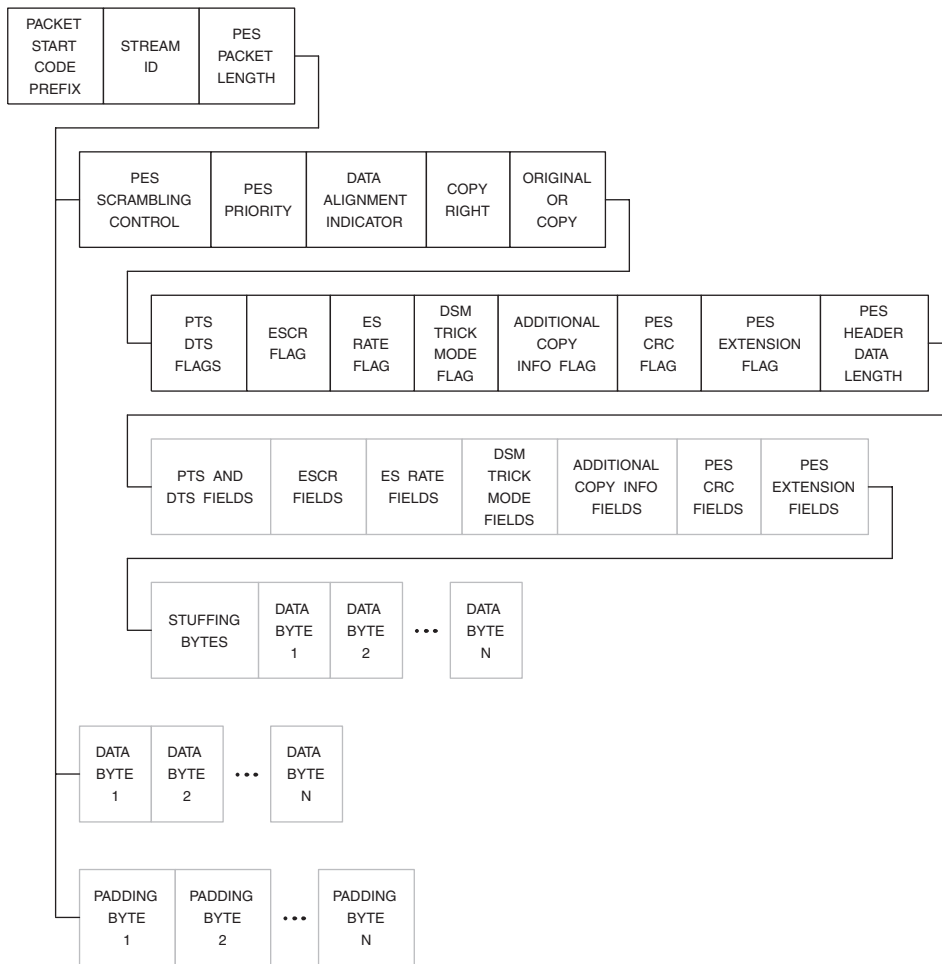 PACKET
START
CODE
PREFIX
STREAM
ID
PES
PACKET
LENGTH
PES
SCRAMBLING
CONTROL
PES
PRIORITY
DATA
ALIGNMENT
INDICATOR
COPY
RIGHT
ORIGINAL
OR
COPY
PTS
DTS
FLAGS
ESCR
FLAG
ES
RATE
FLAG
DSM
TRICK
MODE
FLAG
ADDITIONAL
COPY
INFO FLAG
PES
CRC
FLAG
PES
EXTENSION
FLAG
PES
HEADER
DATA
LENGTH
PTS AND
DTS FIELDS
ESCR
FIELDS
ES RATE
FIELDS
DSM
TRICK
MODE
FIELDS
ADDITIONAL
COPY INFO
FIELDS
PES
CRC
FIELDS
PES
EXTENSION
FIELDS
STUFFING
BYTES
DATA
BYTE
1
DATA
BYTE
2
•••
DATA
BYTE
N
DATA
BYTE
1
DATA
BYTE
2
•••
DATA
BYTE
N
PADDING
BYTE
1
PADDING
BYTE
2
•••
PADDING
BYTE
N